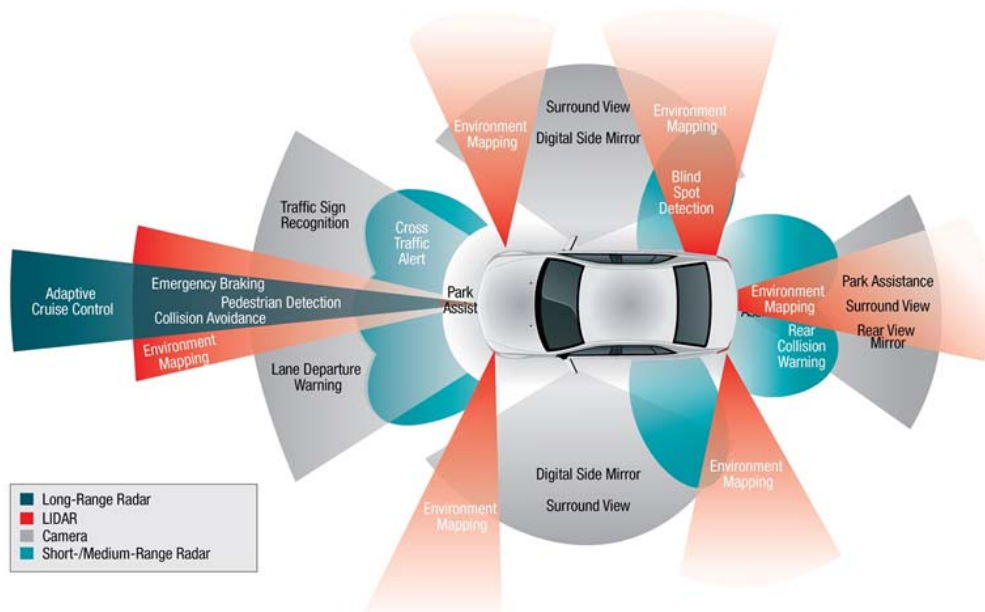 Surround View
Digital Side Mirror
Environment
Mapping
Environment
Mapping
Blind
Spot
Detection
Traffic Sign
Recognition
Cross
Traffic
Alert
Adaptive
Cruise Control
Emergency Braking
Pedestrian Detection
Collision Avoidance
Environment
Mapping
Park
Assist
Lane Departure
Warning
Environment
Mapping
Rear
Collision
Warning
Park Assistance
Surround View
Rear View
Mirror
Digital Side Mirror
Surround View
Environment
Mapping
Environment
Mapping
Long-Range Radar
LIDAR
Camera
Short-/Medium-Range Radar